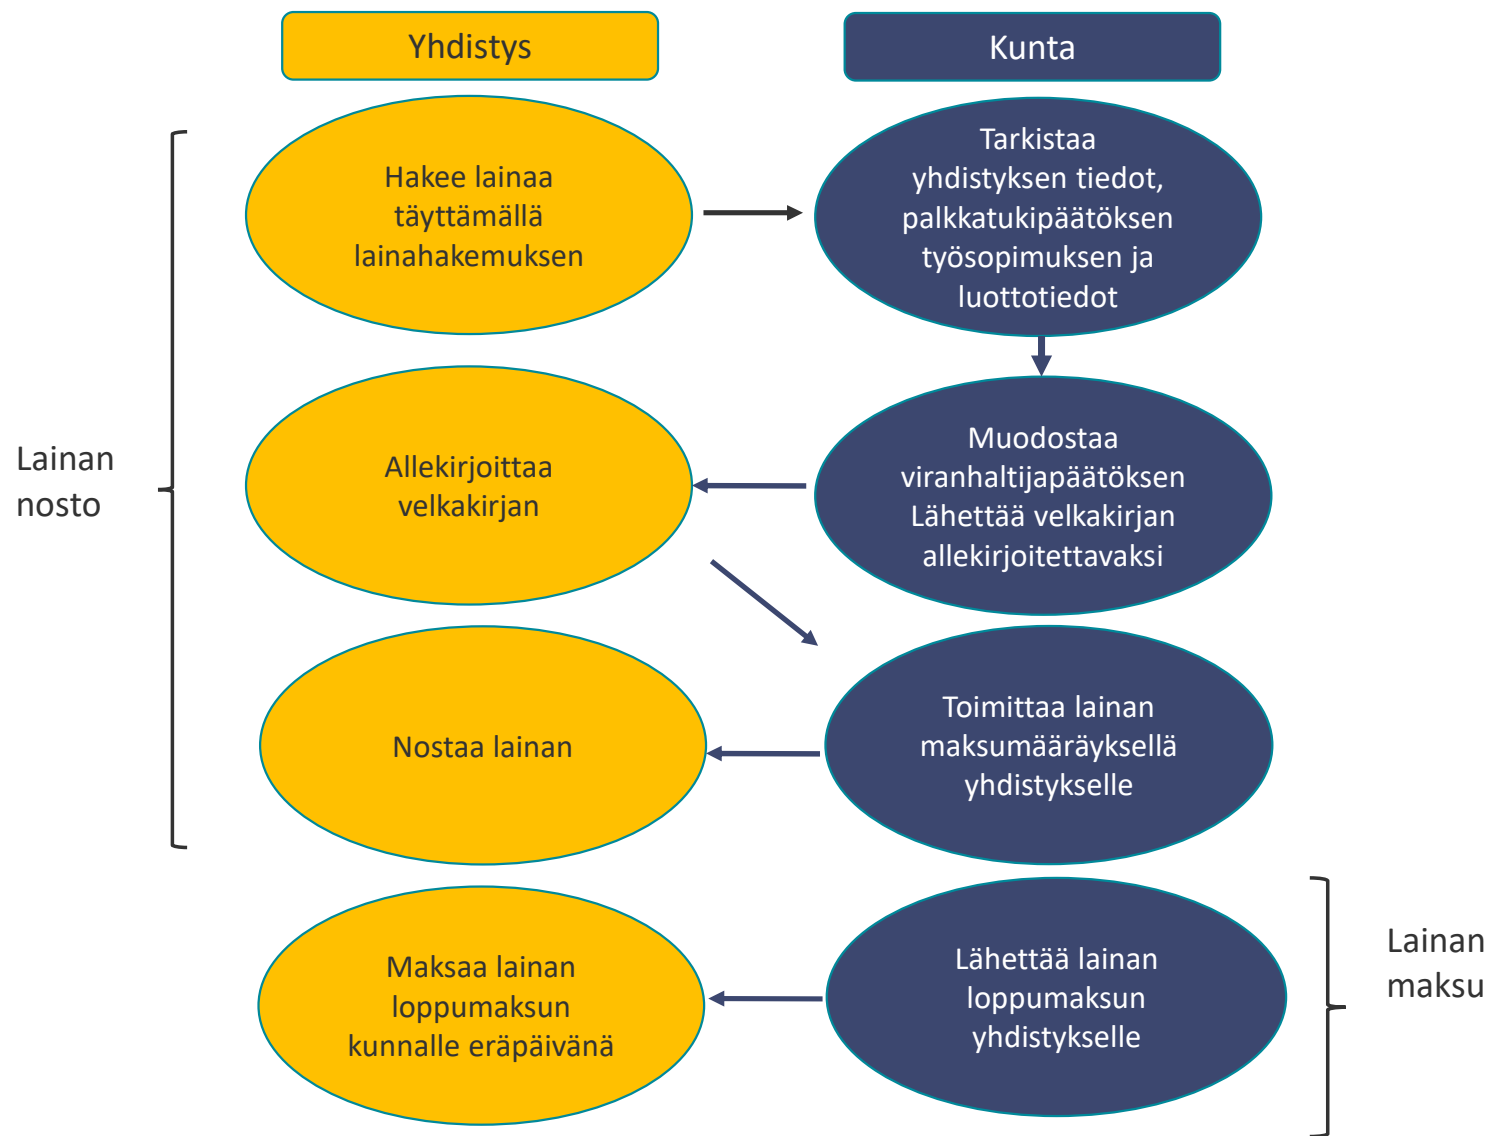 Yhdistys
Kunta
Hakee lainaa
täyttämällä
lainahakemuksen
Tarkistaa
yhdistyksen tiedot,
palkkatukipäätöksen
työsopimuksen ja
luottotiedot
Lainan
nosto
Allekirjoittaa
velkakirjan
Muodostaa
viranhaltijapäätöksen
Lähettää velkakirjan
allekirjoitettavaksi
Nostaa lainan
Toimittaa lainan
maksumääräyksellä
yhdistykselle
Maksaa lainan
loppumaksun
kunnalle eräpäivänä
Lähettää lainan
loppumaksun
yhdistykselle
Lainan
maksu